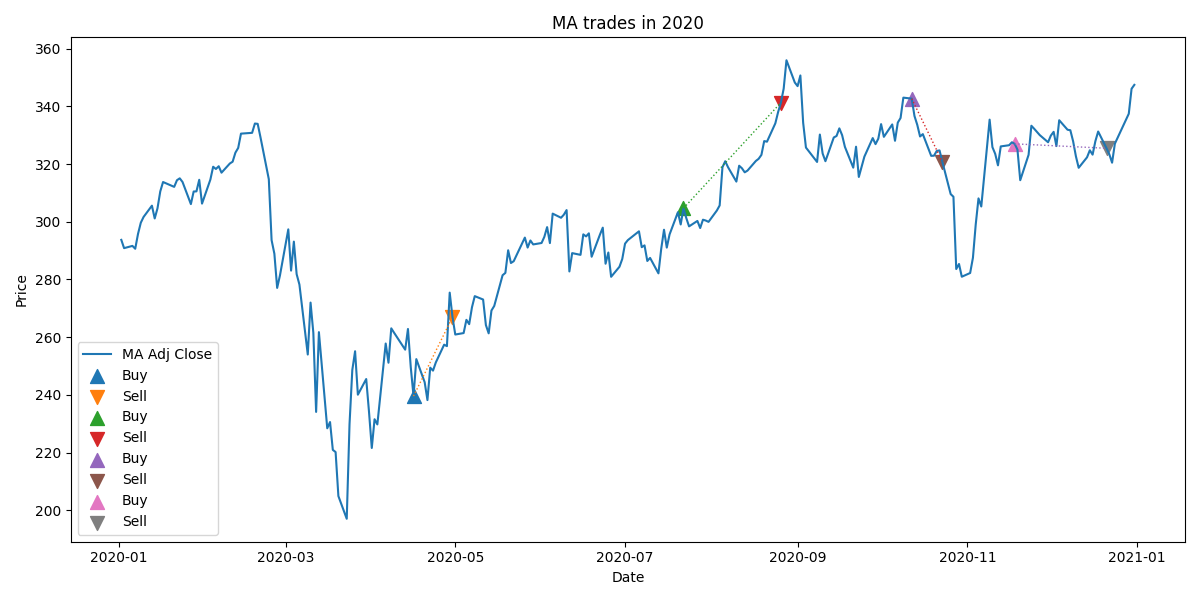 MA trades in 2020
360
340
320
300
280
260
240
220
200
Price
MA Adj Close
Buy
Sell
Buy
Sell
Buy
Sell
Buy
Sell
2020-01
2020-03
2020-05
2020-07
2020-09
2020-11
2021-01
Date